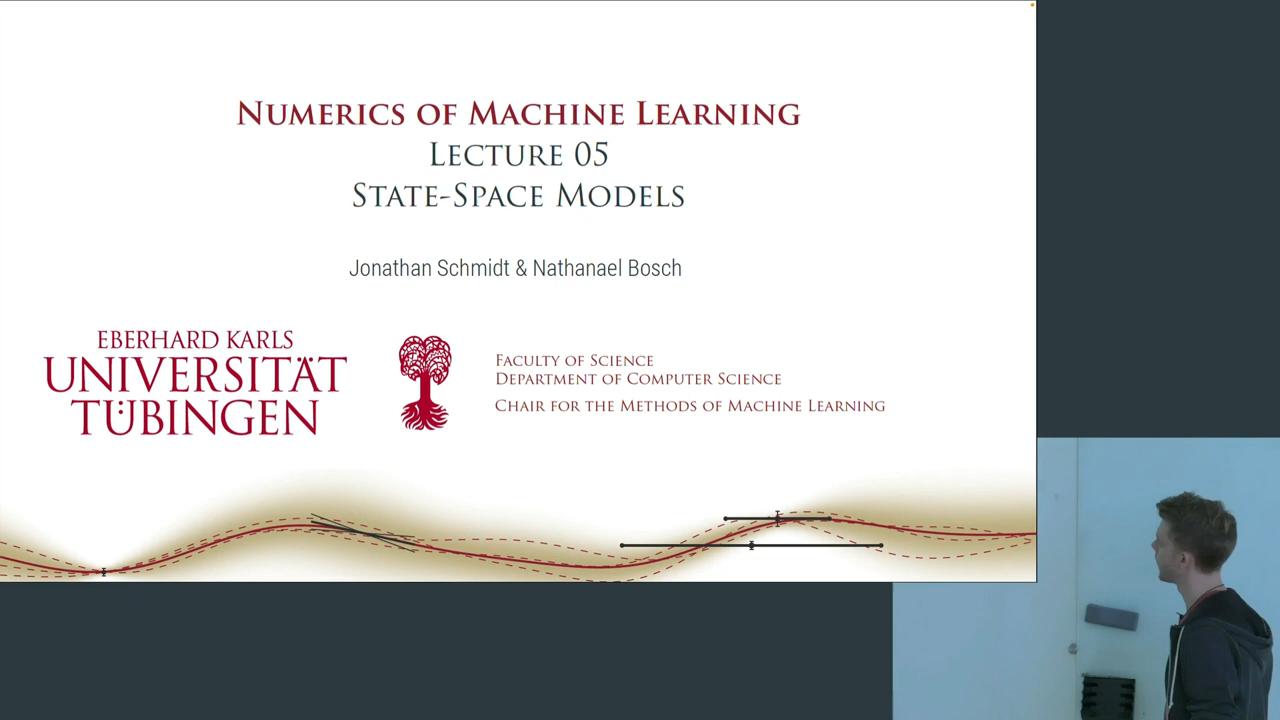 Numerics of Machine Learning
Lecture 05
State-Space Models
Jonathan Schmidt & Nathanael Bosch
EBERHARD KARLS
UNIVERSITÄT
TÜBINGEN
Faculty of Science
Department of Computer Science
Chair for the Methods of Machine Learning